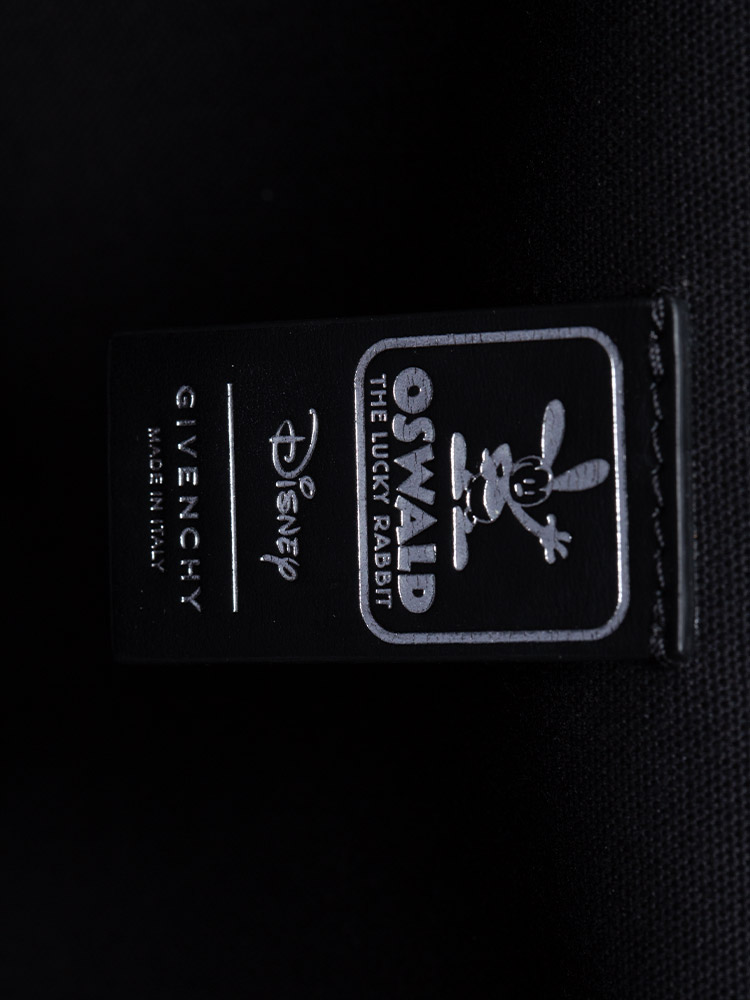 OSWALD
THE LUCKY RABBIT
Disney
GIVENCHY
MADE IN ITALY